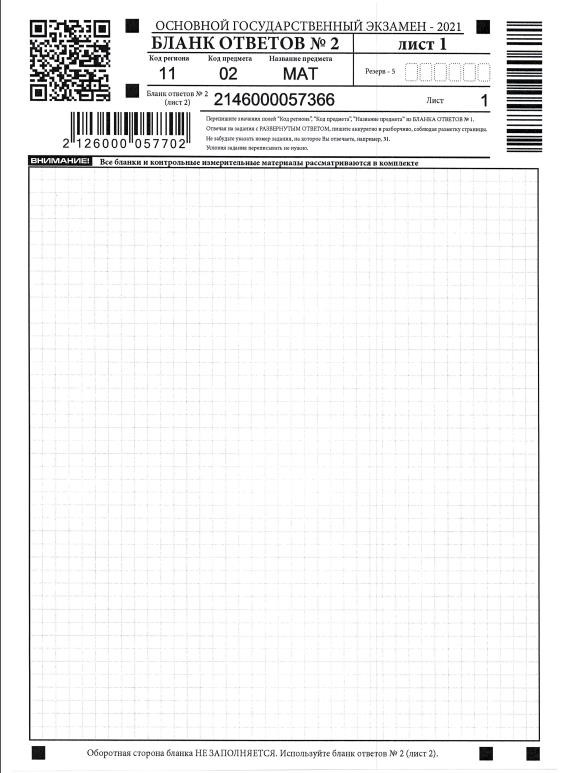 ОСНОВНОЙ ГОСУДАРСТВЕННЫЙ ЭКЗАМЕН - 2021
БЛАНК ОТВЕТОВ № 2 лист 1
Код региона Код предмета Название предмета
11 02 МАТ
Резерв - 5
Бланк ответов № 2 (лист 2) 2146000057366 Лист 1
2 126000 057702
Перепишите значения полей "Код региона", "Код предмета", "Название предмета" из БЛАНКА ОТВЕТОВ № 1.
Отвечая на задания с РАЗВЕРНУТЫМ ОТВЕТОМ, пишите аккуратно и разборчиво, соблюдая разметку страницы.
Не забудьте указать номер задания, на которое Вы отвечаете, например, 31.
Условия задания переписывать не нужно.
ВНИМАНИЕ! Все бланки и контрольные измерительные материалы рассматриваются в комплекте
Оборотная сторона бланка НЕ ЗАПОЛНЯЕТСЯ. Используйте бланк ответов № 2 (лист 2).